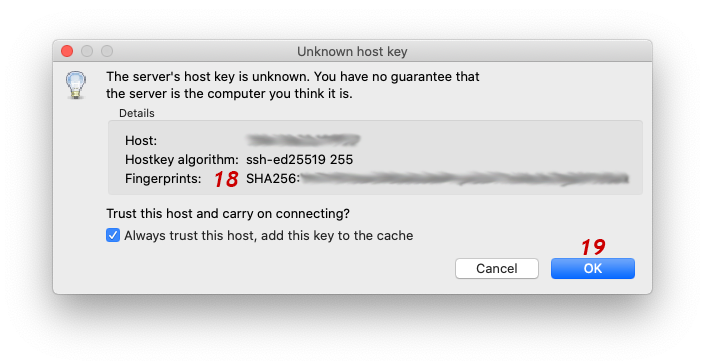 Unknown host key
The server's host key is unknown. You have no guarantee that
the server is the computer you think it is.
Details
Host:
Hostkey algorithm: ssh-ed25519 255
Fingerprints: 18 SHA256:
Trust this host and carry on connecting?
Always trust this host, add this key to the cache
19
Cancel OK